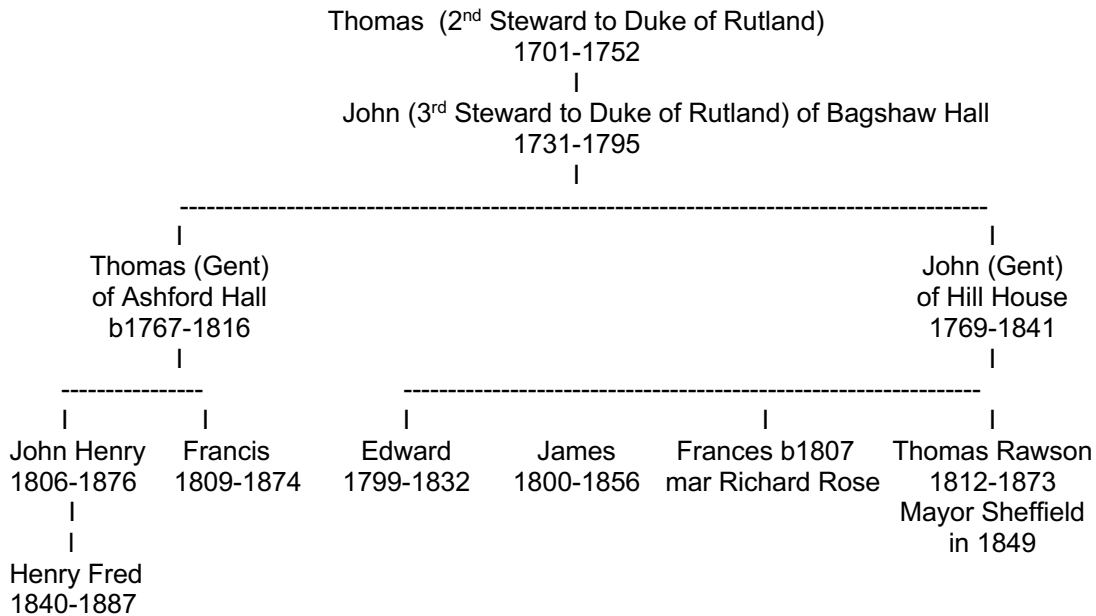 Thomas (2nd Steward to Duke of Rutland)
1701-1752
I
John (3rd Steward to Duke of Rutland) of Bagshaw Hall
1731-1795
I
-------------------------------------------------------------------------------------------
I I
Thomas (Gent) John (Gent)
of Ashford Hall of Hill House
b1767-1816 1769-1841
I I
---------------- -----------------------------------------------------------------
I I I I I
John Henry Francis Edward James Frances b1807 Thomas Rawson
1806-1876 1809-1874 1799-1832 1800-1856 mar Richard Rose 1812-1873
I Mayor Sheffield
I in 1849
Henry Fred
1840-1887